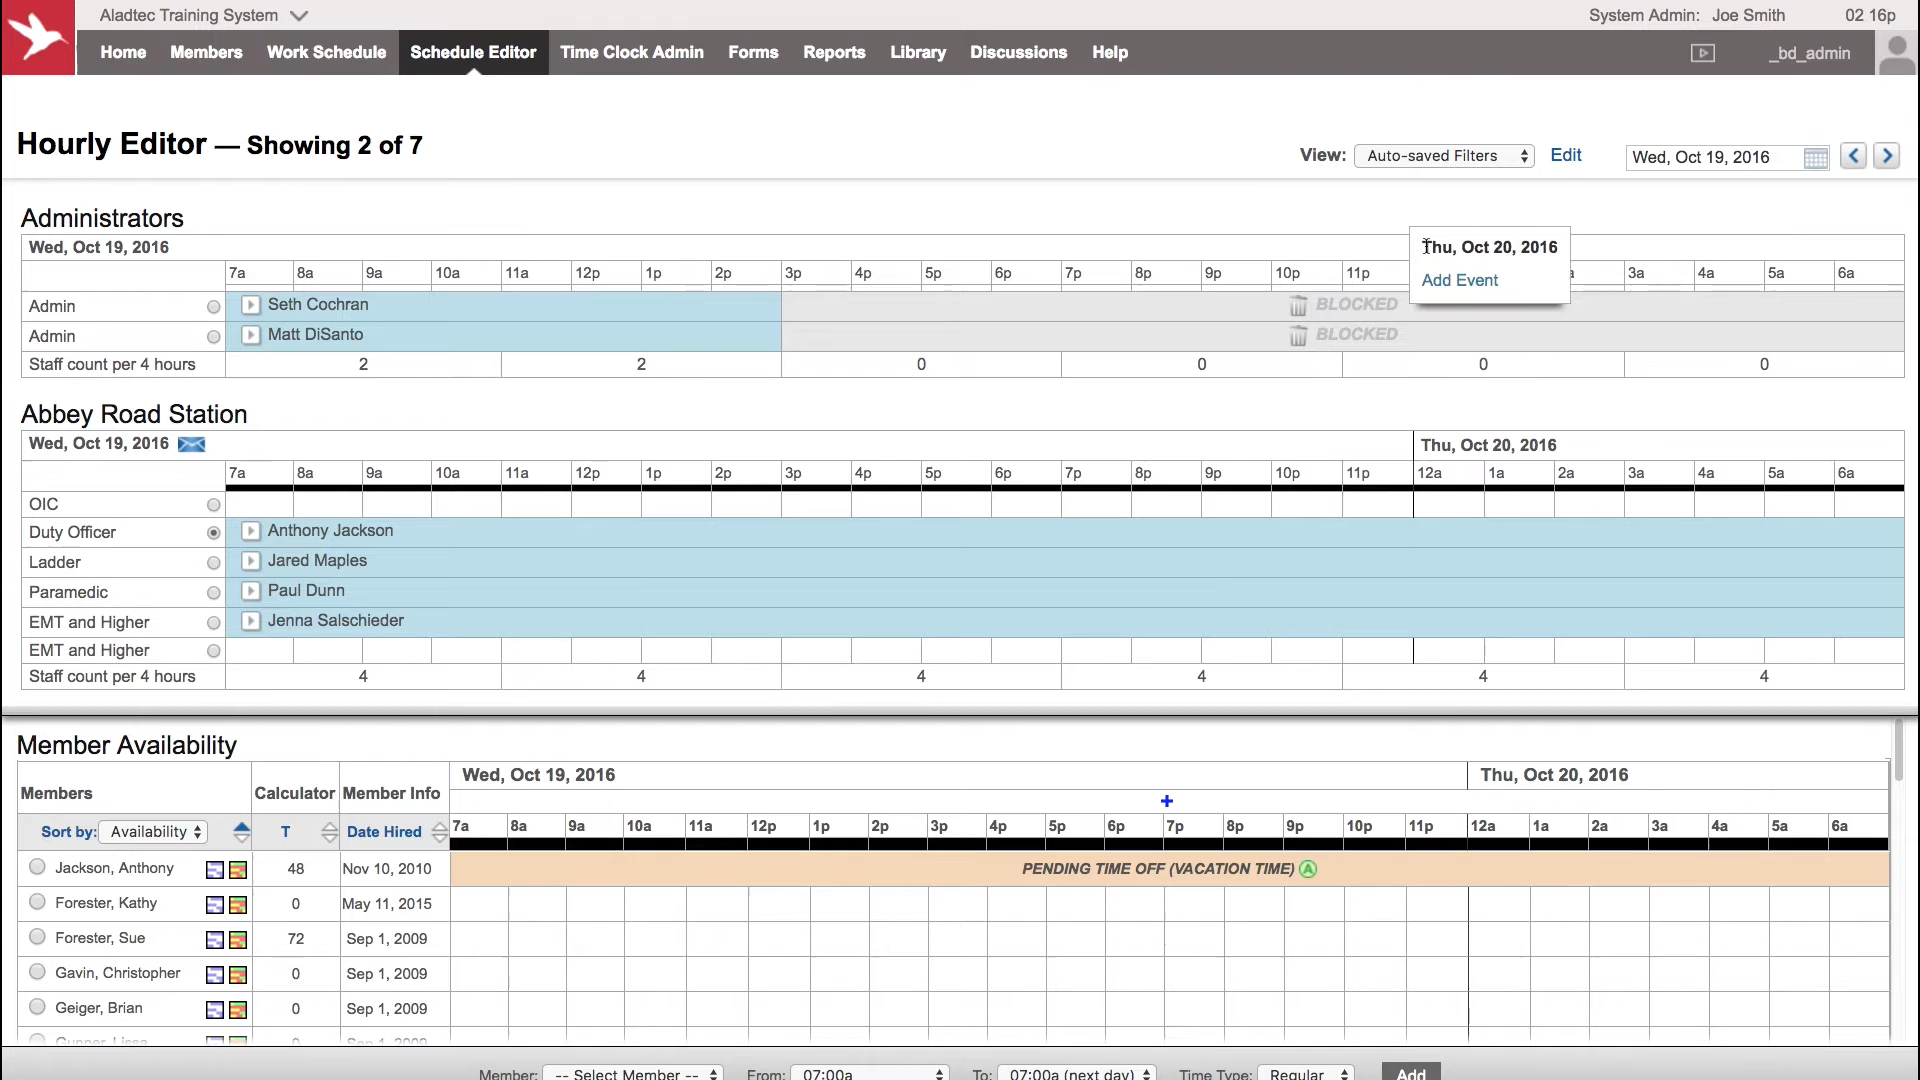 Aladtec Training System
System Admin: Joe Smith 02 16p
Home Members Work Schedule Schedule Editor Time Clock Admin Forms Reports Library Discussions Help _bd_admin
Hourly Editor — Showing 2 of 7
View: Auto-saved Filters Edit Wed, Oct 19, 2016
Administrators
Wed, Oct 19, 2016 Thu, Oct 20, 2016
Add Event
7a 8a 9a 10a 11a 12p 1p 2p 3p 4p 5p 6p 7p 8p 9p 10p 11p 3a 4a 5a 6a
Admin Seth Cochran BLOCKED
Admin Matt DiSanto BLOCKED
Staff count per 4 hours 2 2 0 0 0 0
Abbey Road Station
Wed, Oct 19, 2016 Thu, Oct 20, 2016
7a 8a 9a 10a 11a 12p 1p 2p 3p 4p 5p 6p 7p 8p 9p 10p 11p 12a 1a 2a 3a 4a 5a 6a
OIC
Duty Officer Anthony Jackson
Ladder Jared Maples
Paramedic Paul Dunn
EMT and Higher Jenna Salschieder
EMT and Higher
Staff count per 4 hours 4 4 4 4 4 4
Member Availability
Members Calculator Member Info Wed, Oct 19, 2016 Thu, Oct 20, 2016
Sort by: Availability T Date Hired 7a 8a 9a 10a 11a 12p 1p 2p 3p 4p 5p 6p 7p 8p 9p 10p 11p 12a 1a 2a 3a 4a 5a 6a
Jackson, Anthony 48 Nov 10, 2010 PENDING TIME OFF (VACATION TIME) A
Forester, Kathy 0 May 11, 2015
Forester, Sue 72 Sep 1, 2009
Gavin, Christopher 0 Sep 1, 2009
Geiger, Brian 0 Sep 1, 2009
Gunner, Lissa 0 Sep 1, 2009
Member: -- Select Member -- From: 07:00a To: 07:00a (next day) Time Type: Regular Add